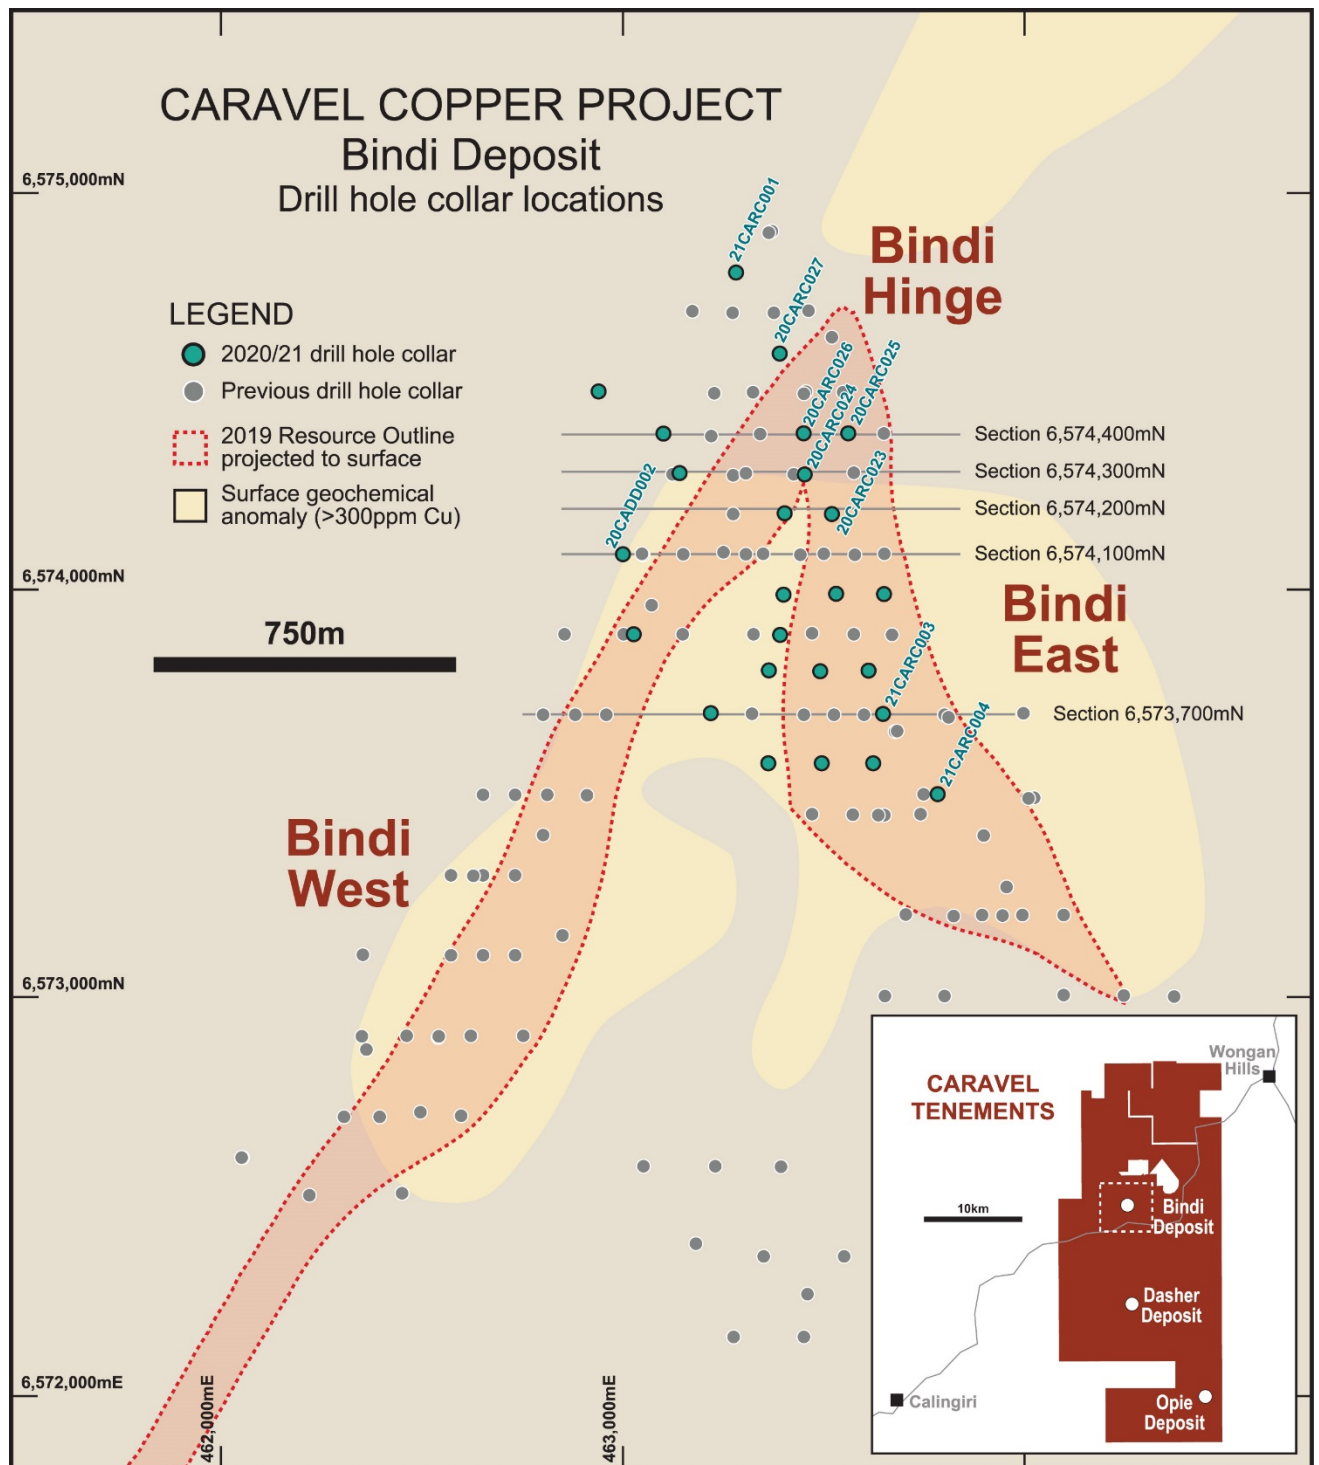 CARAVEL COPPER PROJECT
Bindi Deposit
Drill hole collar locations
6,575,000mN
21CARC001
Bindi
Hinge
20CARC027
LEGEND
2020/21 drill hole collar
Previous drill hole collar
2019 Resource Outline
projected to surface
Surface geochemical
anomaly (>300ppm Cu)
20CARC026
20CARC025
20CARC024
Section 6,574,400mN
Section 6,574,300mN
20CADD002
20CARC023
Section 6,574,200mN
Section 6,574,100mN
6,574,000mN
750m
Bindi
East
21CARC003
Section 6,573,700mN
21CARC004
Bindi
West
6,573,000mN
CARAVEL
TENEMENTS
Wongan
Hills
10km
Bindi
Deposit
Dasher
Deposit
Opie
Deposit
Calingiri
6,572,000mE
462,000mE
463,000mE